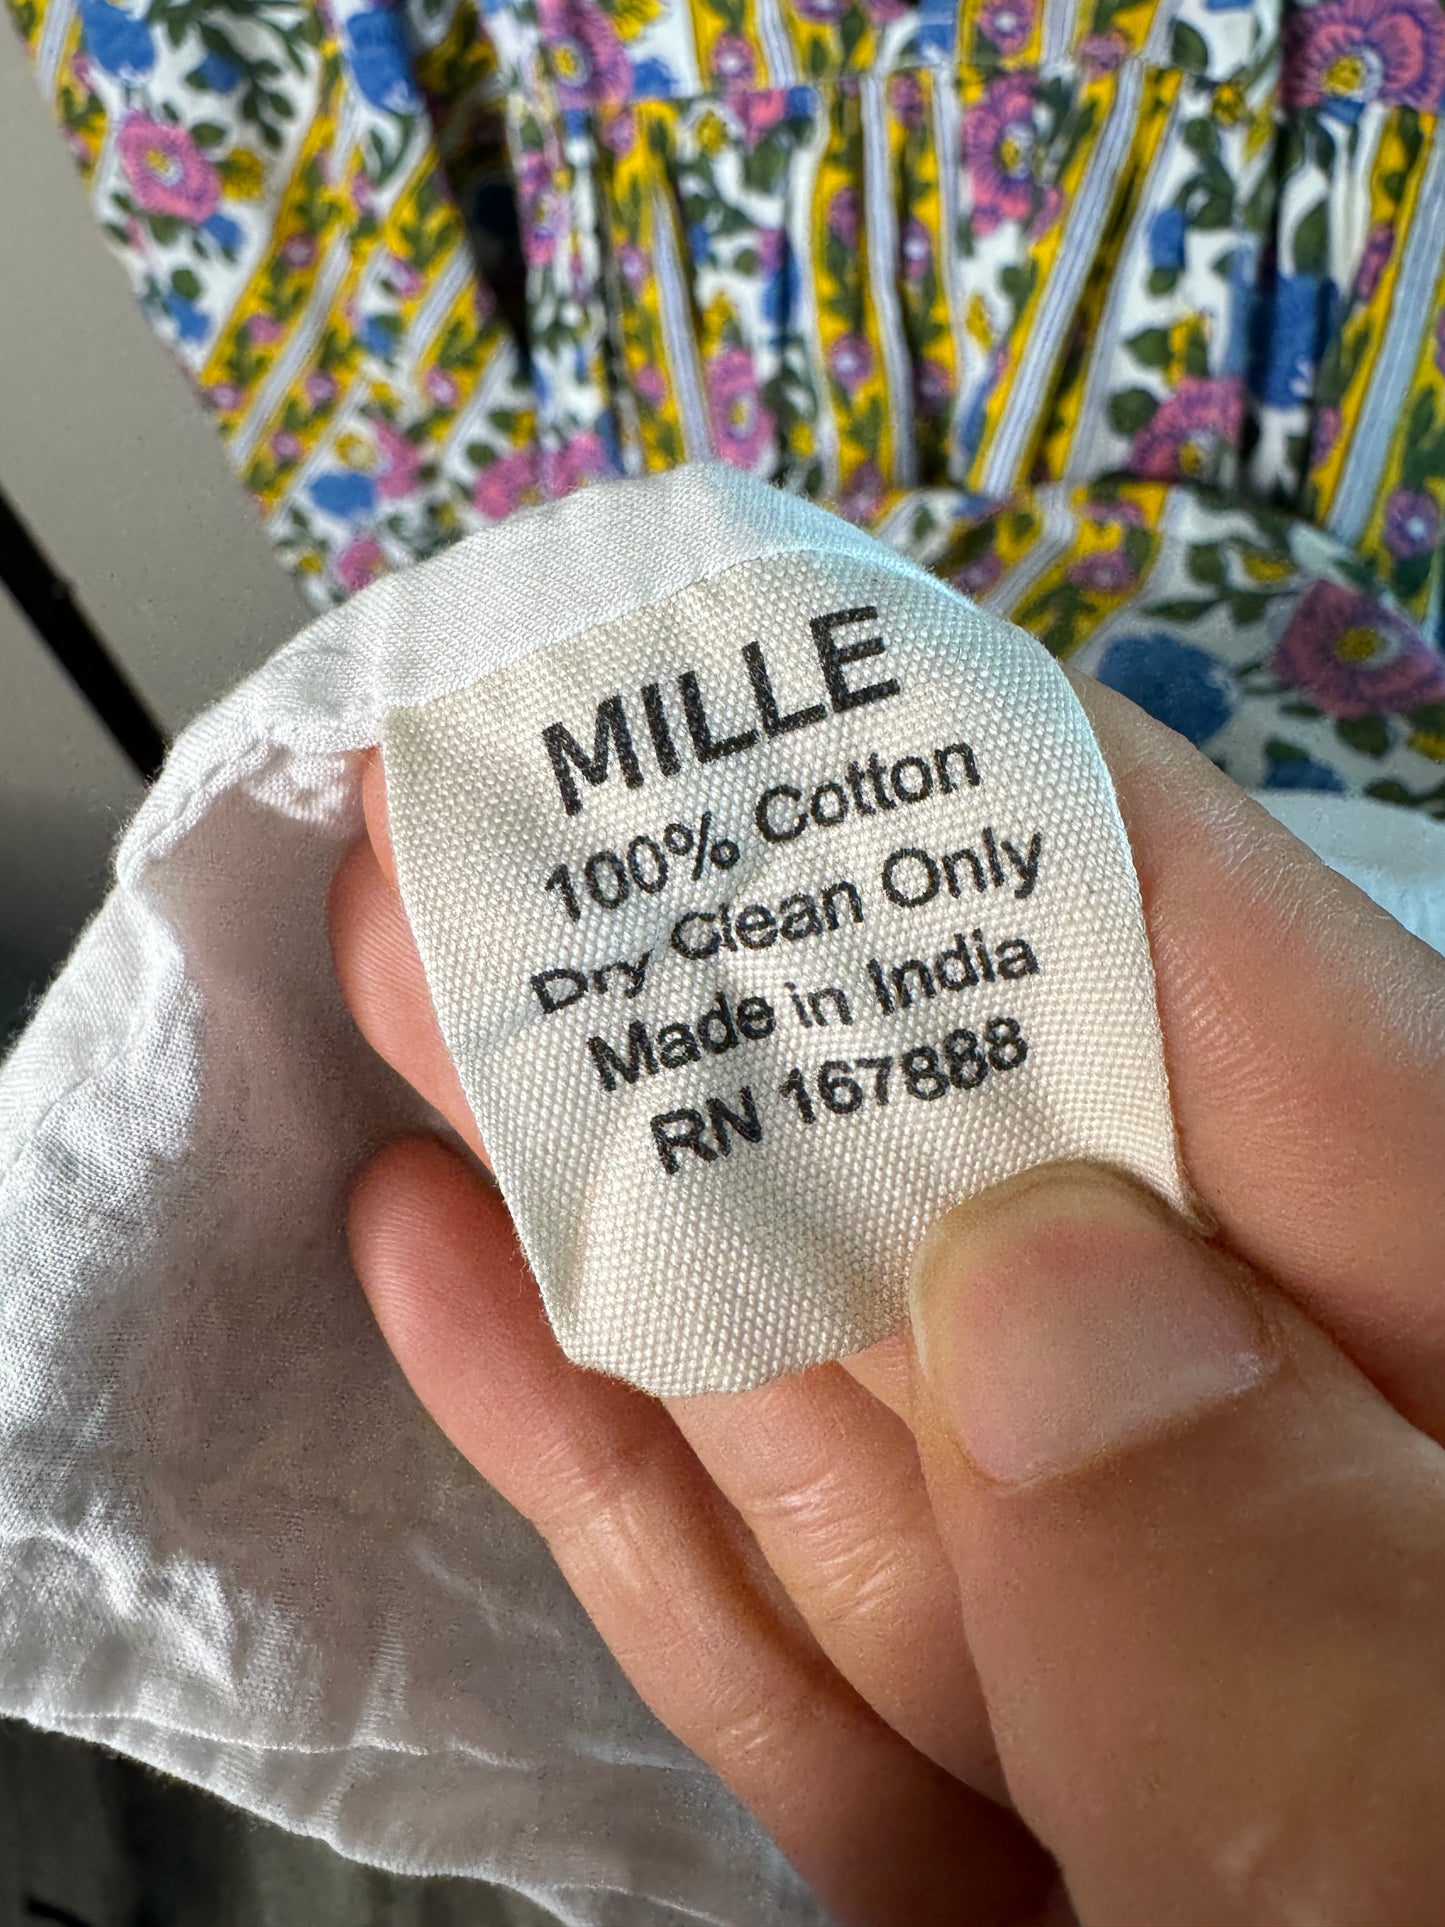 MILLE
100% Cotton
Dry Clean Only
Made in India
RN 167888